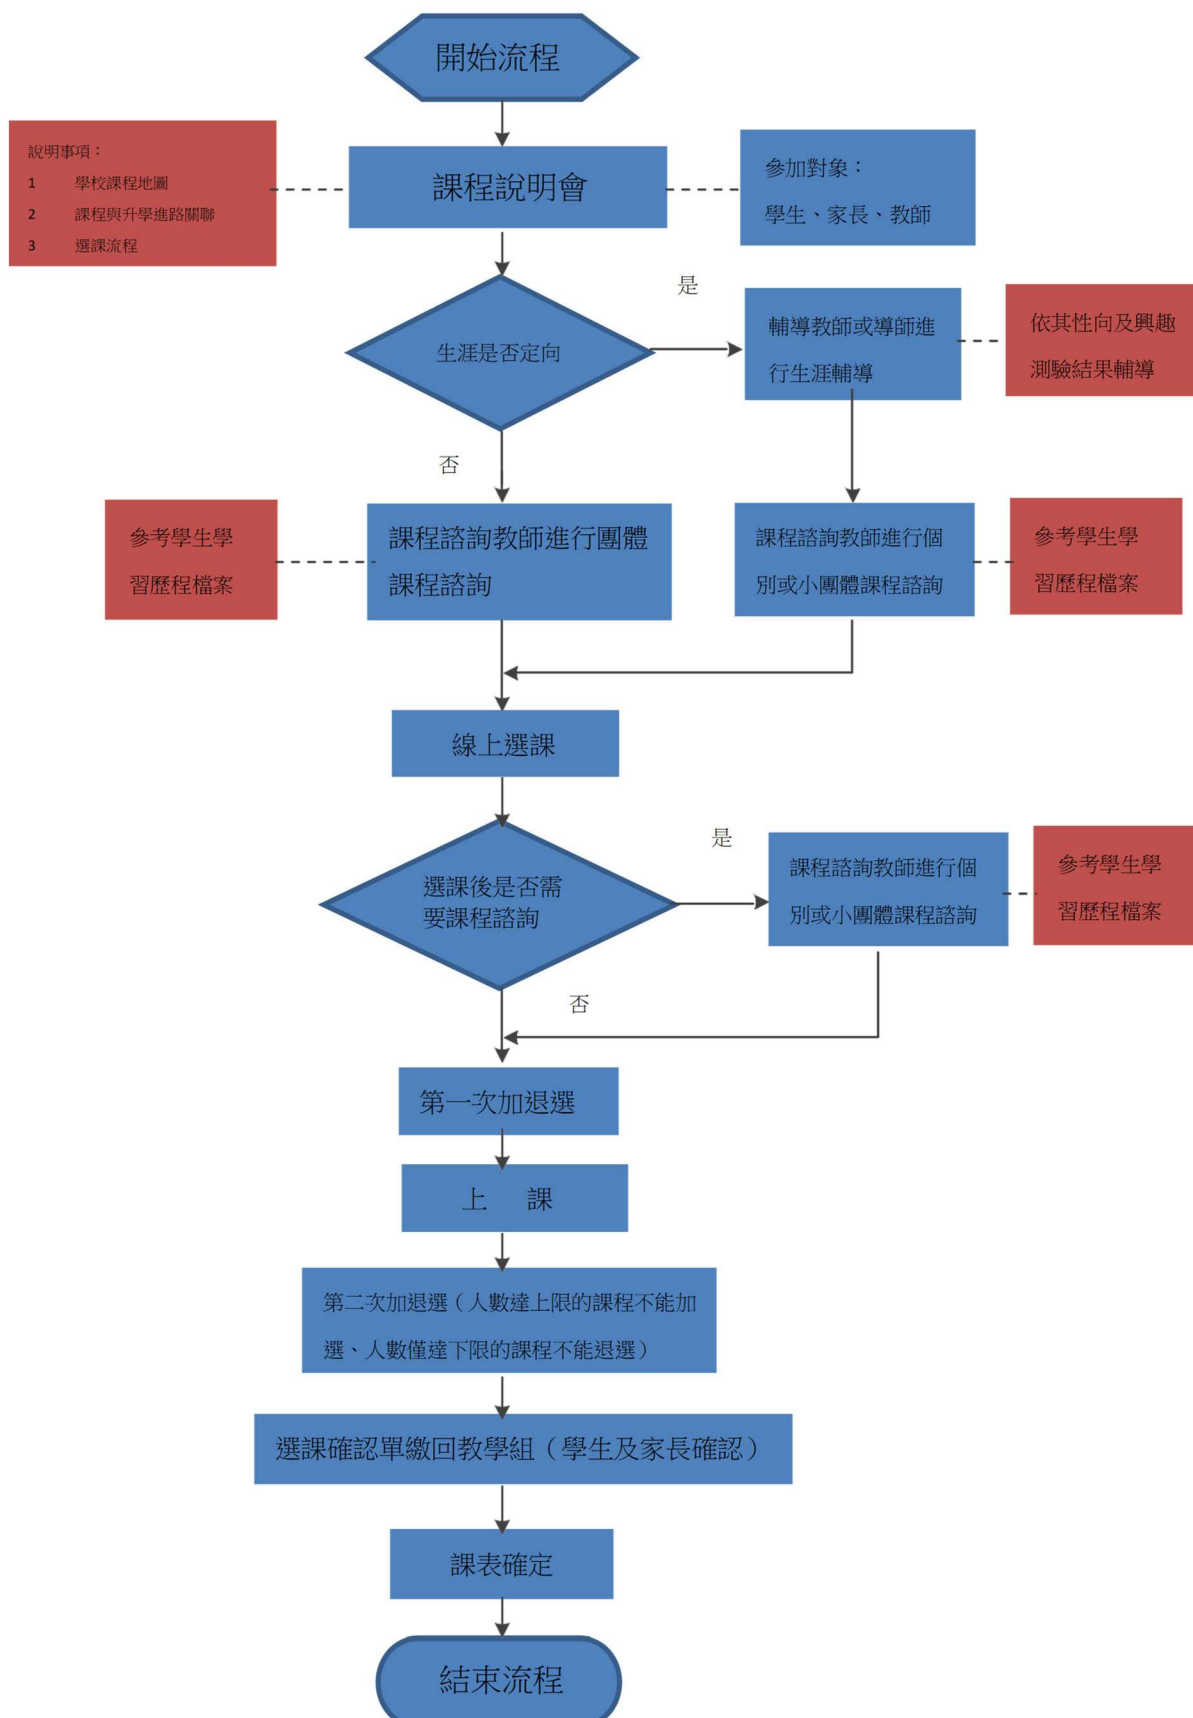 開始流程
說明事項：
1 學校課程地圖
2 課程與升學進路關聯
3 選課流程
課程說明會
參加對象：
學生、家長、教師
生涯是否定向
是
輔導教師或導師進
行生涯輔導
依其性向及興趣
測驗結果輔導
否
參考學生學
習歷程檔案
課程諮詢教師進行團體
課程諮詢
課程諮詢教師進行個
別或小團體課程諮詢
參考學生學
習歷程檔案
線上選課
選課後是否需
要課程諮詢
是
課程諮詢教師進行個
別或小團體課程諮詢
參考學生學
習歷程檔案
否
第一次加退選
上 課
第二次加退選（人數達上限的課程不能加
選、人數僅達下限的課程不能退選）
選課確認單繳回教學組（學生及家長確認）
課表確定
結束流程